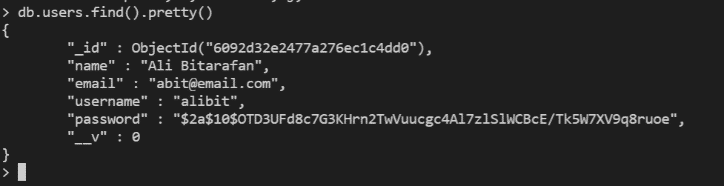 > db.users.find().pretty()
{
"_id" : ObjectId("6092d32e2477a276ec1c4dd0"),
"name" : "Ali Bitarafan",
"email" : "abit@email.com",
"username" : "alibit",
"password" : "$2a$10$OTD3UFd8c7G3KHrn2TwVuucgc4Al7zlSlWCBcE/Tk5W7XV9q8ruoe",
"__v" : 0
}
>